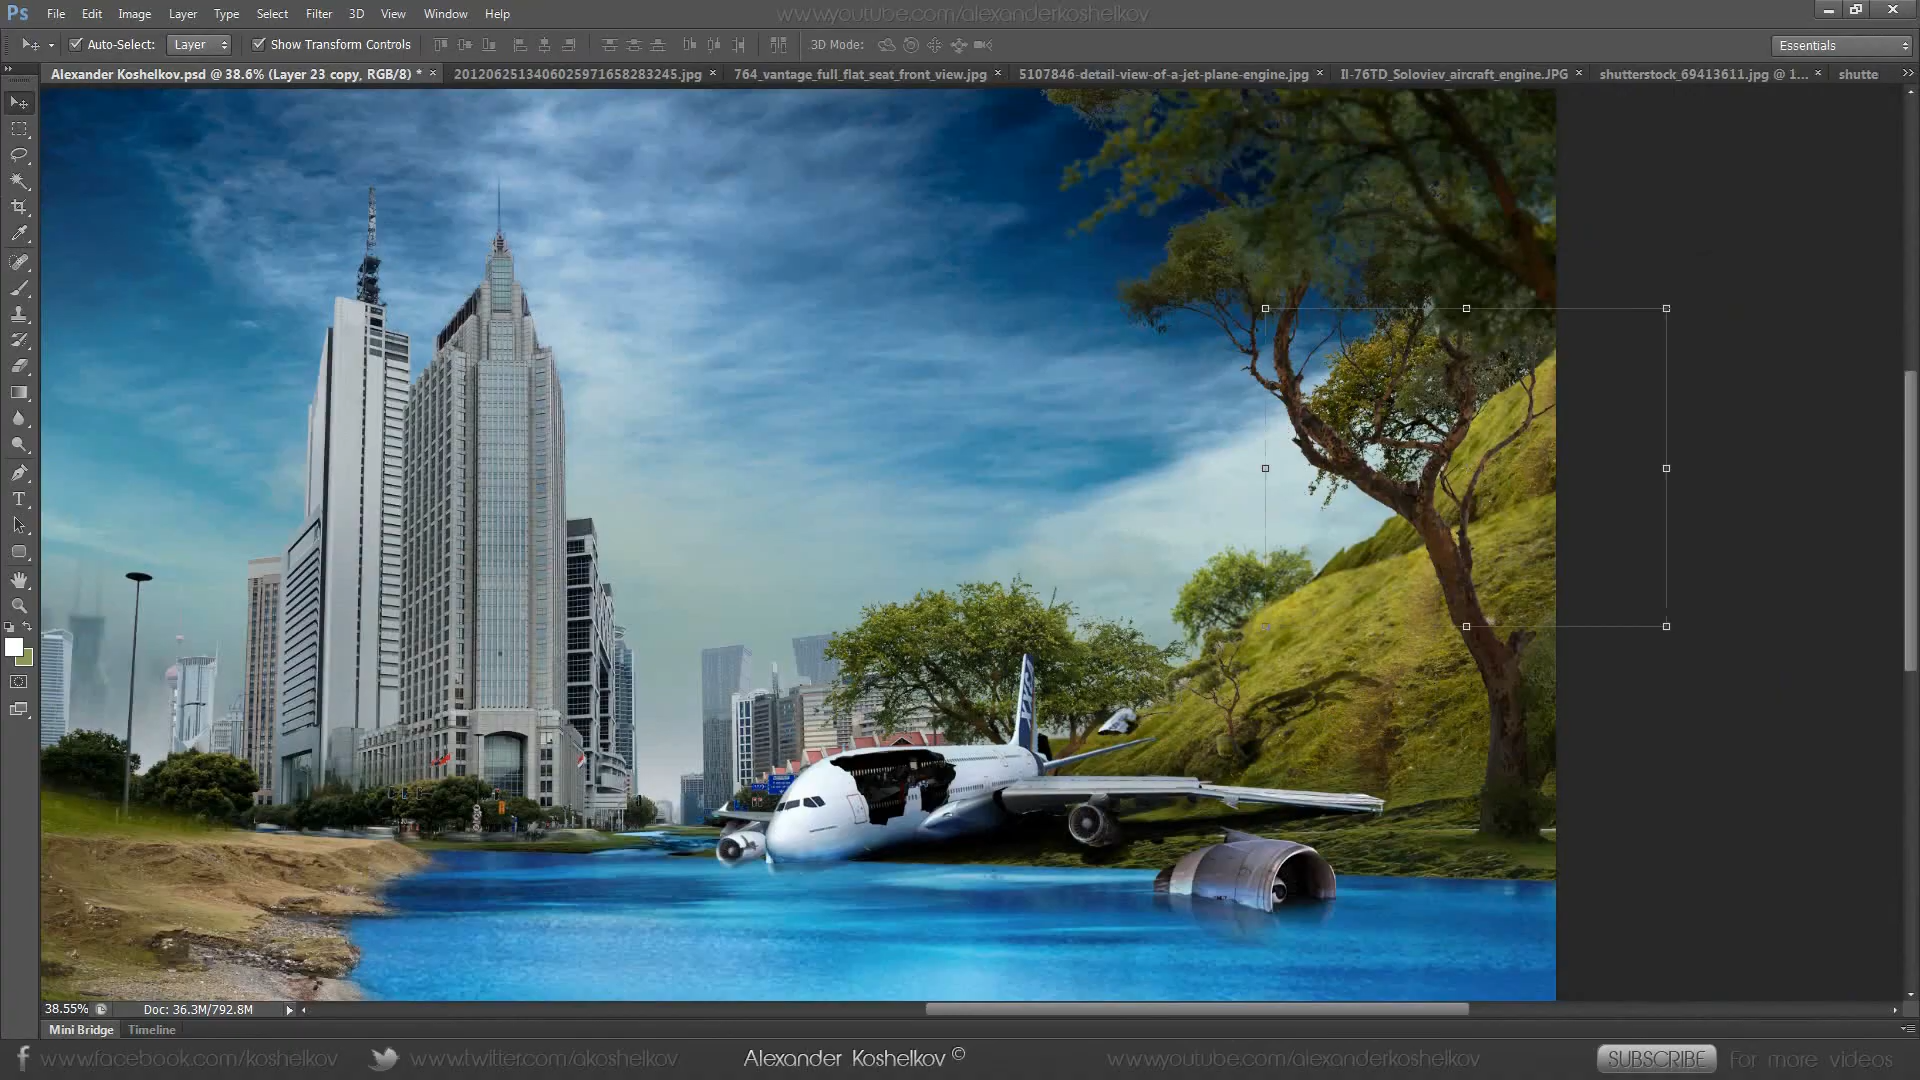 Ps File Edit Image Layer Type Select Filter 3D View Window Help
www.youtube.com/alexanderkoshelkov
Auto-Select: Layer Show Transform Controls 3D Mode: Essentials
Alexander Koshelkov.psd @ 38.6% (Layer 23 copy, RGB/8) * × 20120625134060259716582832​45.jpg × 764_vantage_full_flat_seat_front_view.jpg × 5107846-detail-view-of-a-jet-plane-engine.jpg × Il-76TD_Soloviev_aircraft_engine.JPG × shutterstock_69413611.jpg @ 1... × shutte
38.55% Doc: 36.3M/792.8M
Mini Bridge Timeline
www.facebook.com/koshelkov www.twitter.com/akoshelkov Alexander Koshelkov © www.youtube.com/alexanderkoshelkov SUBSCRIBE For more videos